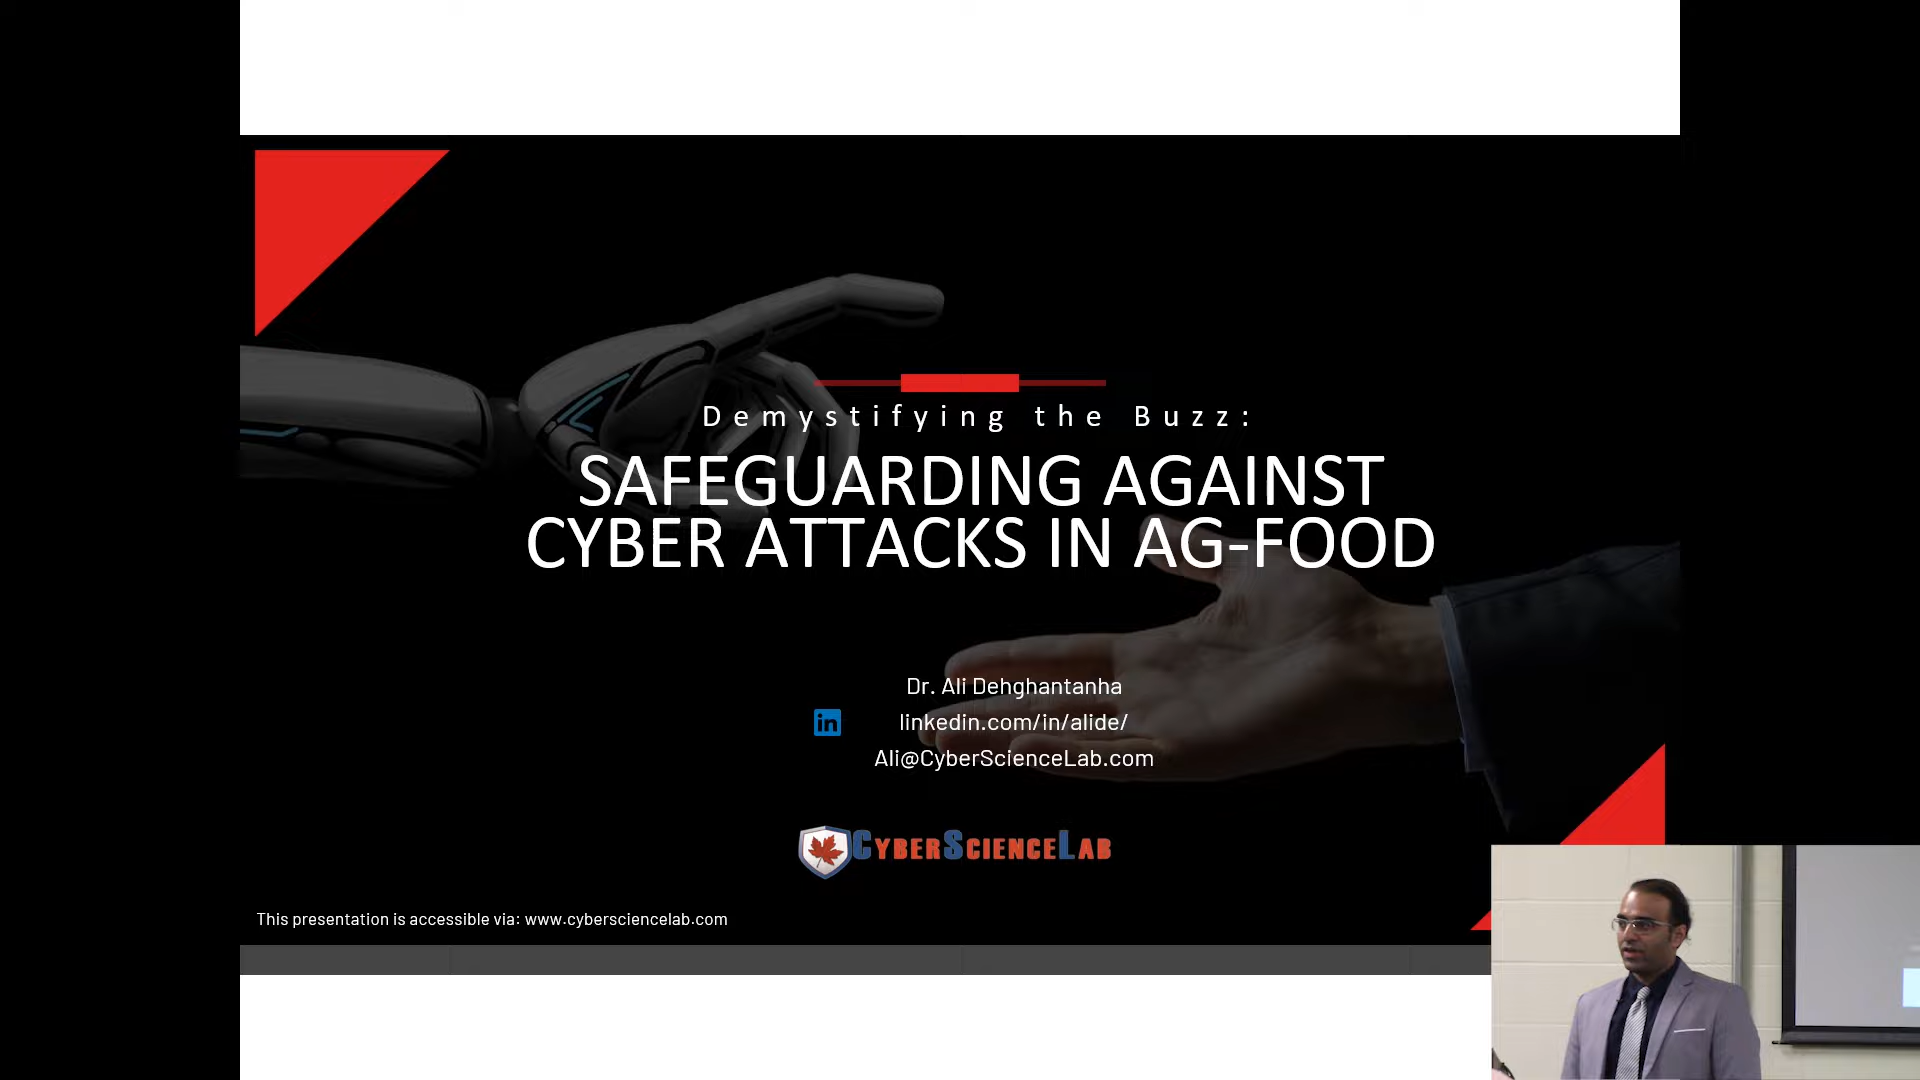 Demystifying the Buzz:
SAFEGUARDING AGAINST
CYBER ATTACKS IN AG-FOOD
Dr. Ali Dehghantanha
in
linkedin.com/in/alide/
Ali@CyberScienceLab.com
CYBERSCIENCELAB
This presentation is accessible via: www.cybersciencelab.com